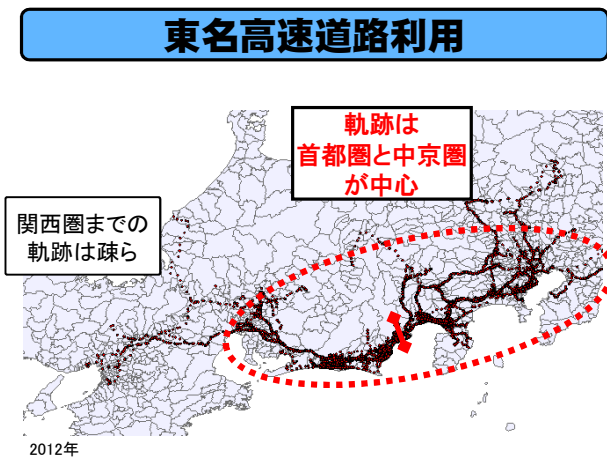 東名高速道路利用
軌跡は
首都圏と中京圏
が中心
関西圏までの
軌跡は疎ら
2012年